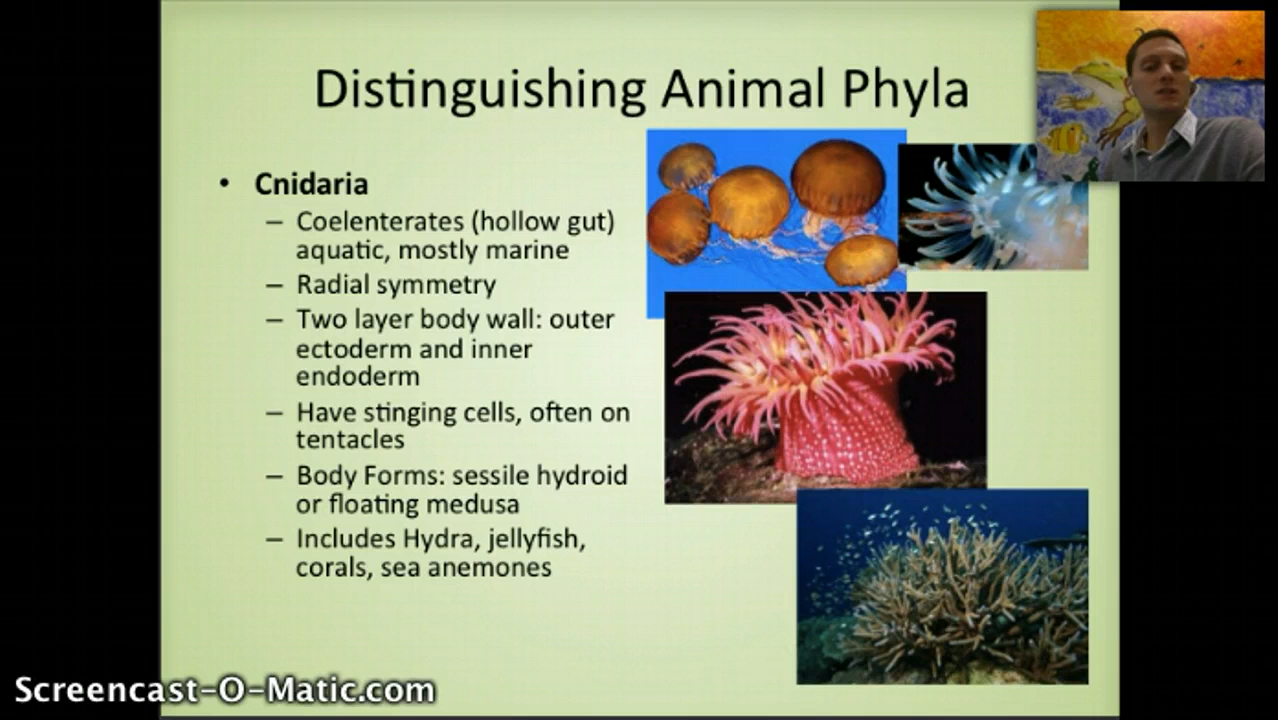 Distinguishing Animal Phyla
• Cnidaria
– Coelenterates (hollow gut)
aquatic, mostly marine
– Radial symmetry
– Two layer body wall: outer
ectoderm and inner
endoderm
– Have stinging cells, often on
tentacles
– Body Forms: sessile hydroid
or floating medusa
– Includes Hydra, jellyfish,
corals, sea anemones
Screencast-O-Matic.com